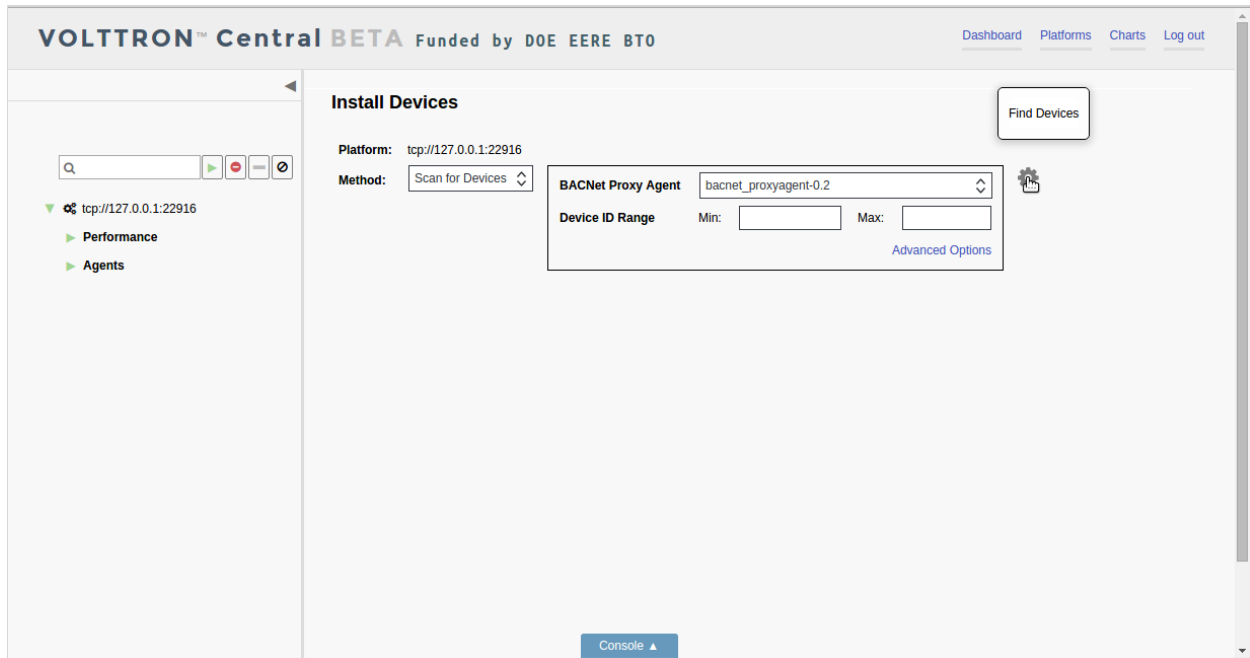 VOLTTRON™ Central BETA Funded by DOE EERE BTO
Dashboard Platforms Charts Log out
Install Devices
Find Devices
Platform: tcp://127.0.0.1:22916
Method: Scan for Devices
BACNet Proxy Agent bacnet_proxyagent-0.2
Device ID Range Min: Max:
Advanced Options
tcp://127.0.0.1:22916
Performance
Agents
Console ▲